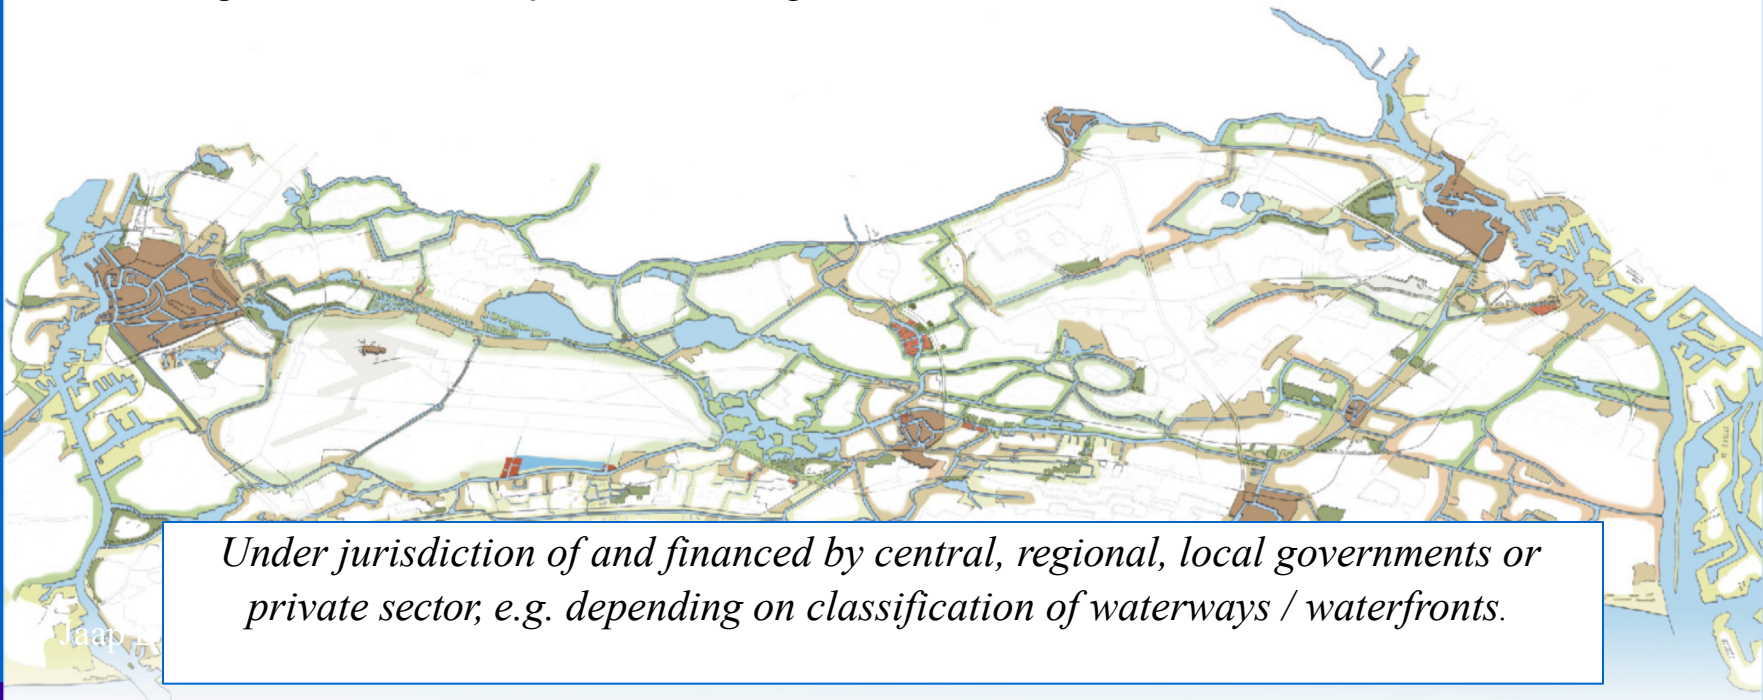 Under jurisdiction of and financed by central, regional, local governments or
private sector, e.g. depending on classification of waterways / waterfronts.
Jaap